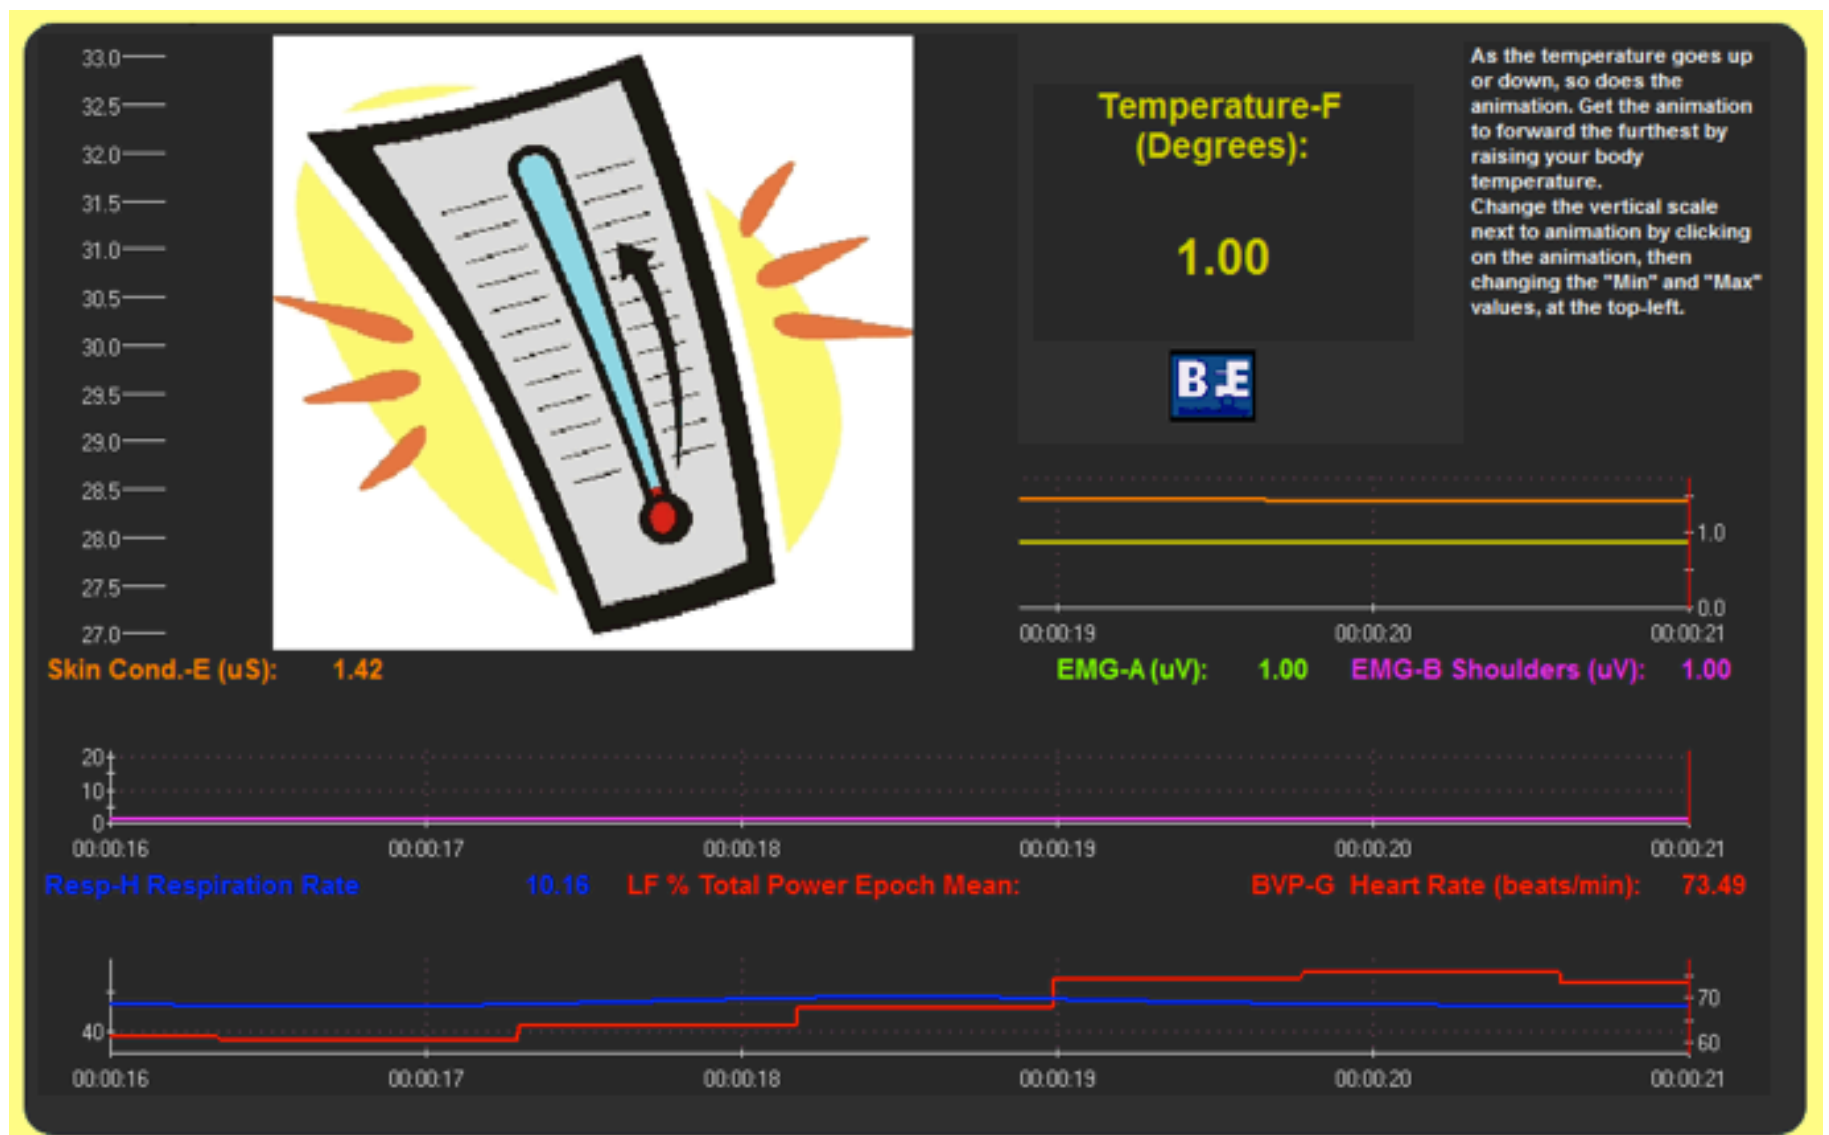 33.0
32.5
32.0
31.5
31.0
30.5
30.0
29.5
29.0
28.5
28.0
27.5
27.0
Temperature-F
(Degrees):
1.00
B
E
As the temperature goes up
or down, so does the
animation. Get the animation
to forward the furthest by
raising your body
temperature.
Change the vertical scale
next to animation by clicking
on the animation, then
changing the "Min" and "Max"
values, at the top-left.
1.0
0.0
00:00:19 00:00:20 00:00:21
Skin Cond.-E (uS): 1.42
EMG-A (uV): 1.00 EMG-B Shoulders (uV): 1.00
20
10
0
00:00:16 00:00:17 00:00:18 00:00:19 00:00:20 00:00:21
Resp-H Respiration Rate 10.16 LF % Total Power Epoch Mean: BVP-G Heart Rate (beats/min): 73.49
40
70
60
00:00:16 00:00:17 00:00:18 00:00:19 00:00:20 00:00:21